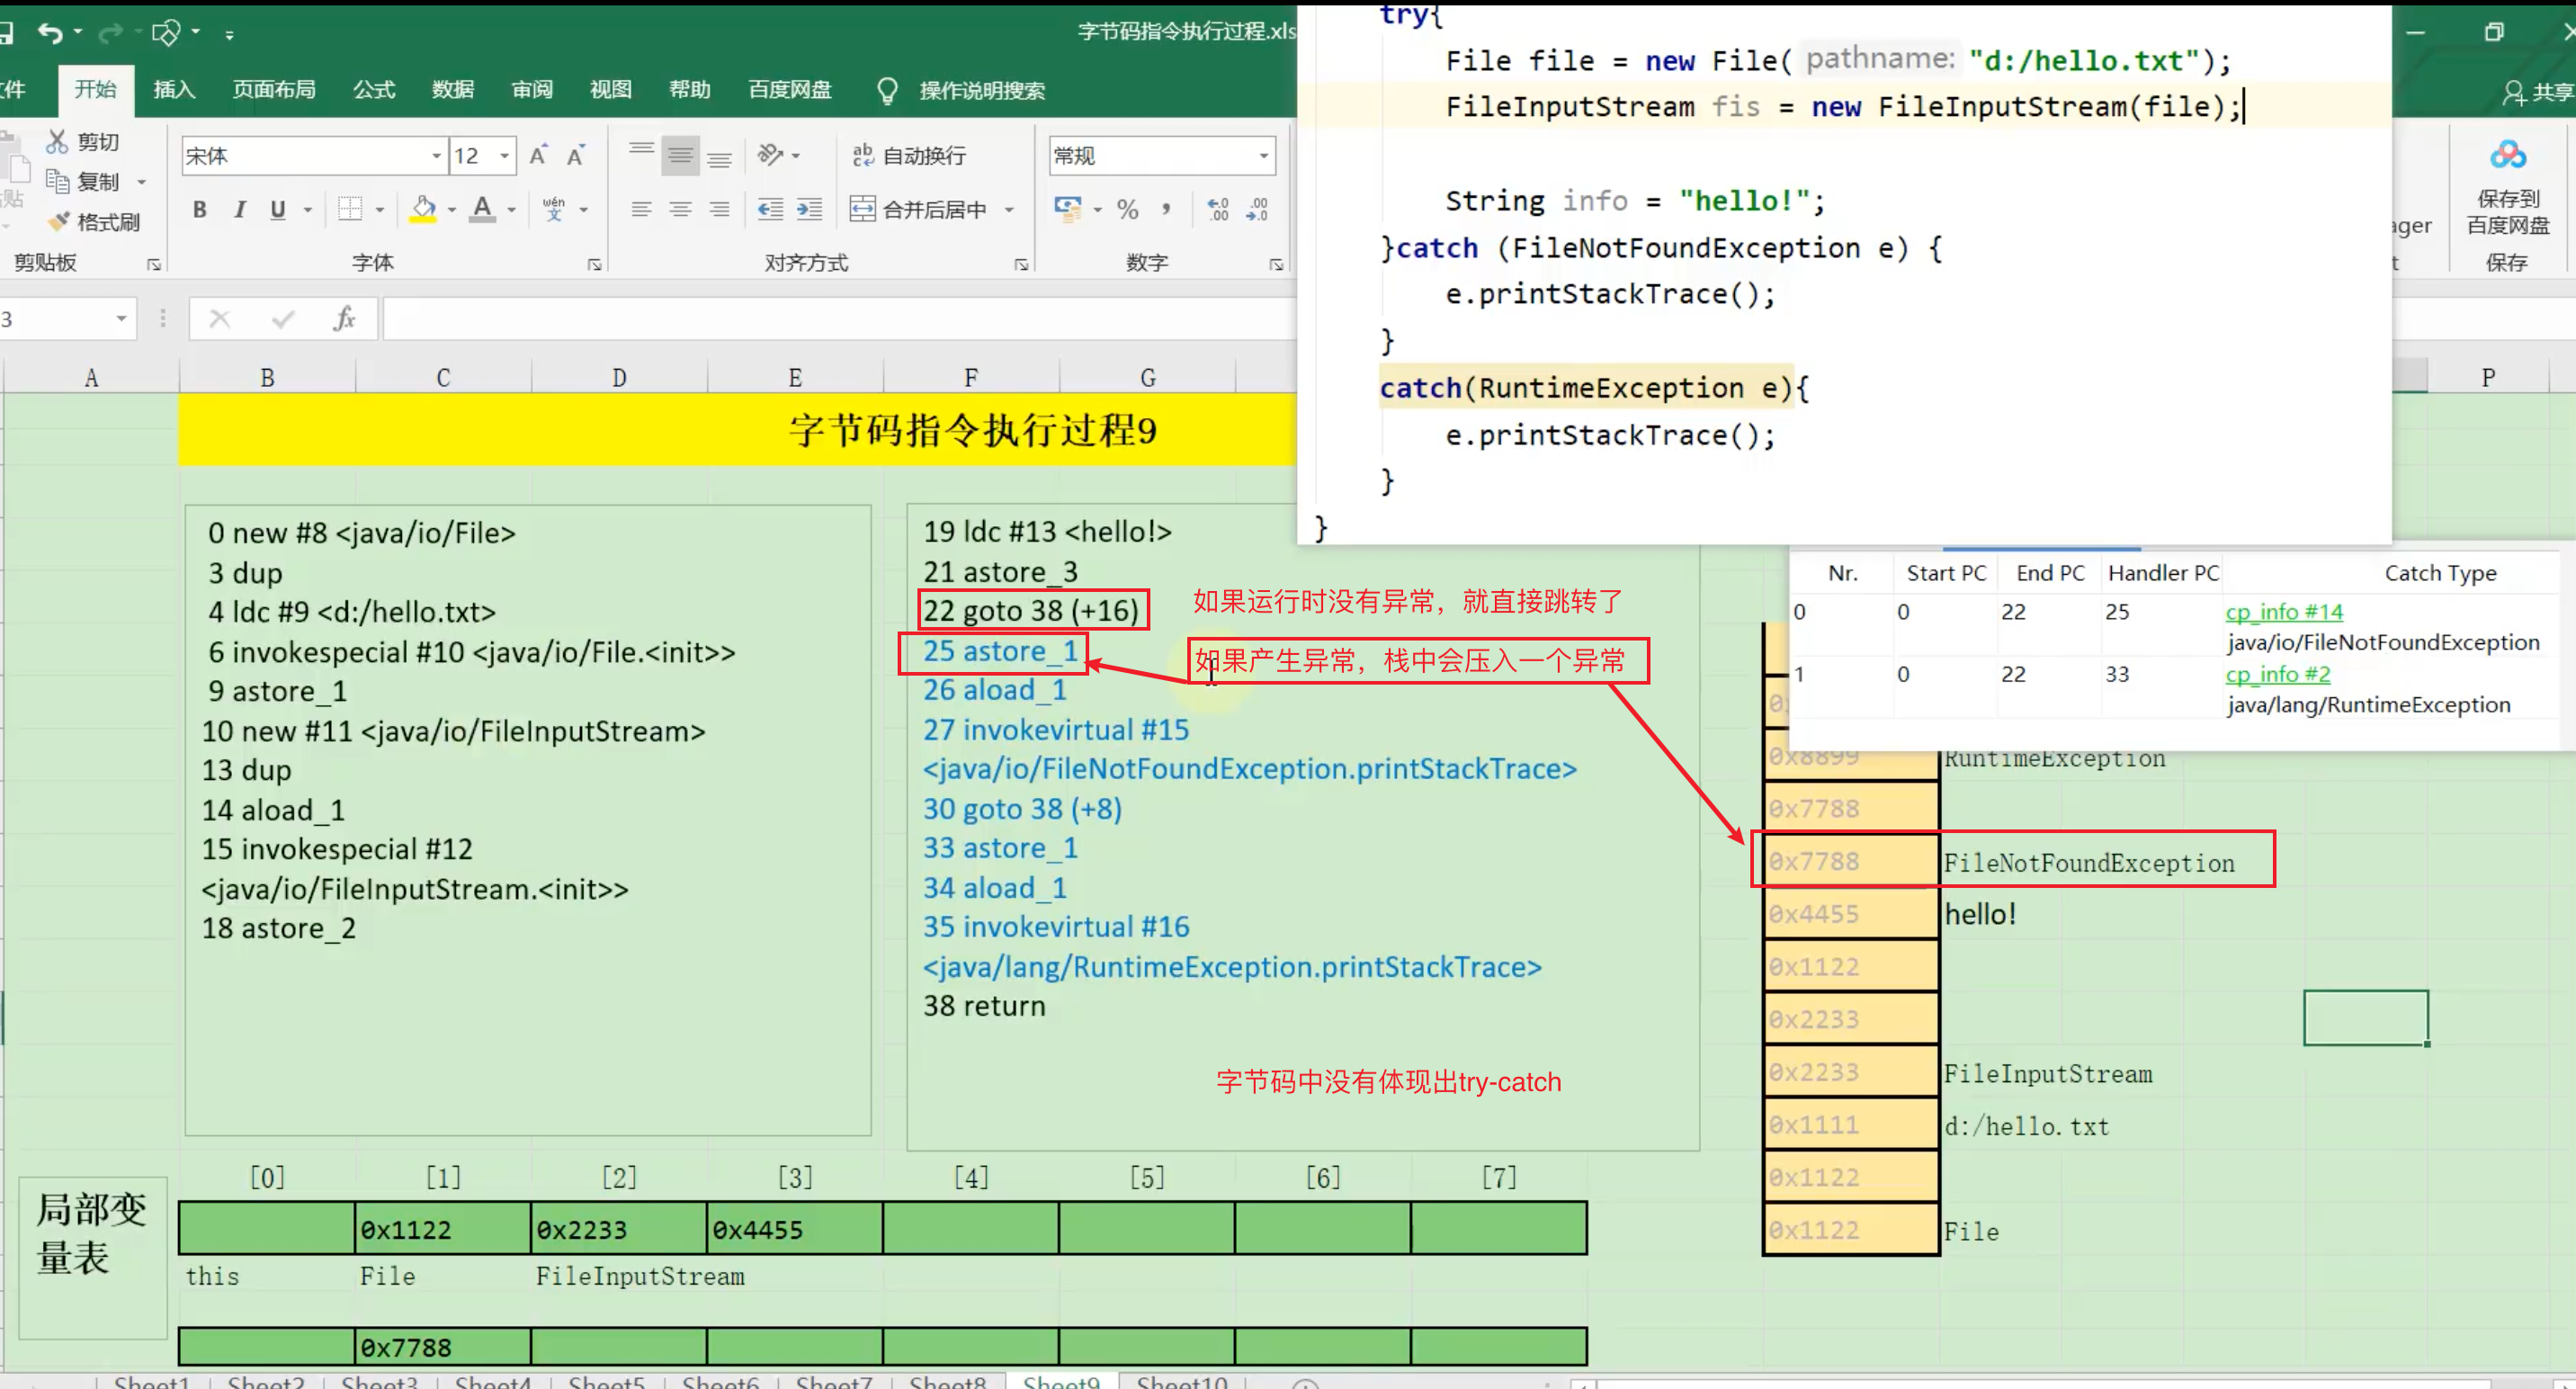 字节码指令执行过程.xls
件
开始
插入
页面布局
公式
数据
审阅
视图
帮助
百度网盘
操作说明搜索
共享
剪切
复制
格式刷
剪贴板
宋体
12
B I U
wén
文
字体
ab
自动换行
合并后居中
对齐方式
常规
%
数字
保存到
百度网盘
保存
ager
3
fx
try{
File file = new File( pathname: "d:/hello.txt");
FileInputStream fis = new FileInputStream(file);
String info = "hello!";
}catch (FileNotFoundException e) {
e.printStackTrace();
}
catch(RuntimeException e){
e.printStackTrace();
}
}
A B C D E F G P
字节码指令执行过程9
0 new #8 <java/io/File>
3 dup
4 ldc #9 <d:/hello.txt>
6 invokespecial #10 <java/io/File.<init>>
9 astore_1
10 new #11 <java/io/FileInputStream>
13 dup
14 aload_1
15 invokespecial #12
<java/io/FileInputStream.<init>>
18 astore_2
19 ldc #13 <hello!>
21 astore_3
22 goto 38 (+16)
25 astore_1
26 aload_1
27 invokevirtual #15
<java/io/FileNotFoundException.printStackTrace>
30 goto 38 (+8)
33 astore_1
34 aload_1
35 invokevirtual #16
<java/lang/RuntimeException.printStackTrace>
38 return
如果运行时没有异常，就直接跳转了
如果产生异常，栈中会压入一个异常
字节码中没有体现出try-catch
Nr. Start PC End PC Handler PC Catch Type
0 0 22 25 cp_info #14
java/io/FileNotFoundException
1 0 22 33 cp_info #2
java/lang/RuntimeException
0x8899 RuntimeException
0x7788
0x7788 FileNotFoundException
0x4455 hello!
0x1122
0x2233
0x2233 FileInputStream
0x1111 d:/hello.txt
0x1122
0x1122 File
[0] [1] [2] [3] [4] [5] [6] [7]
局部变
量表
0x1122 0x2233 0x4455
this File FileInputStream
0x7788
Sheet1 Sheet2 Sheet3 Sheet4 Sheet5 Sheet6 Sheet7 Sheet8 Sheet9 Sheet10